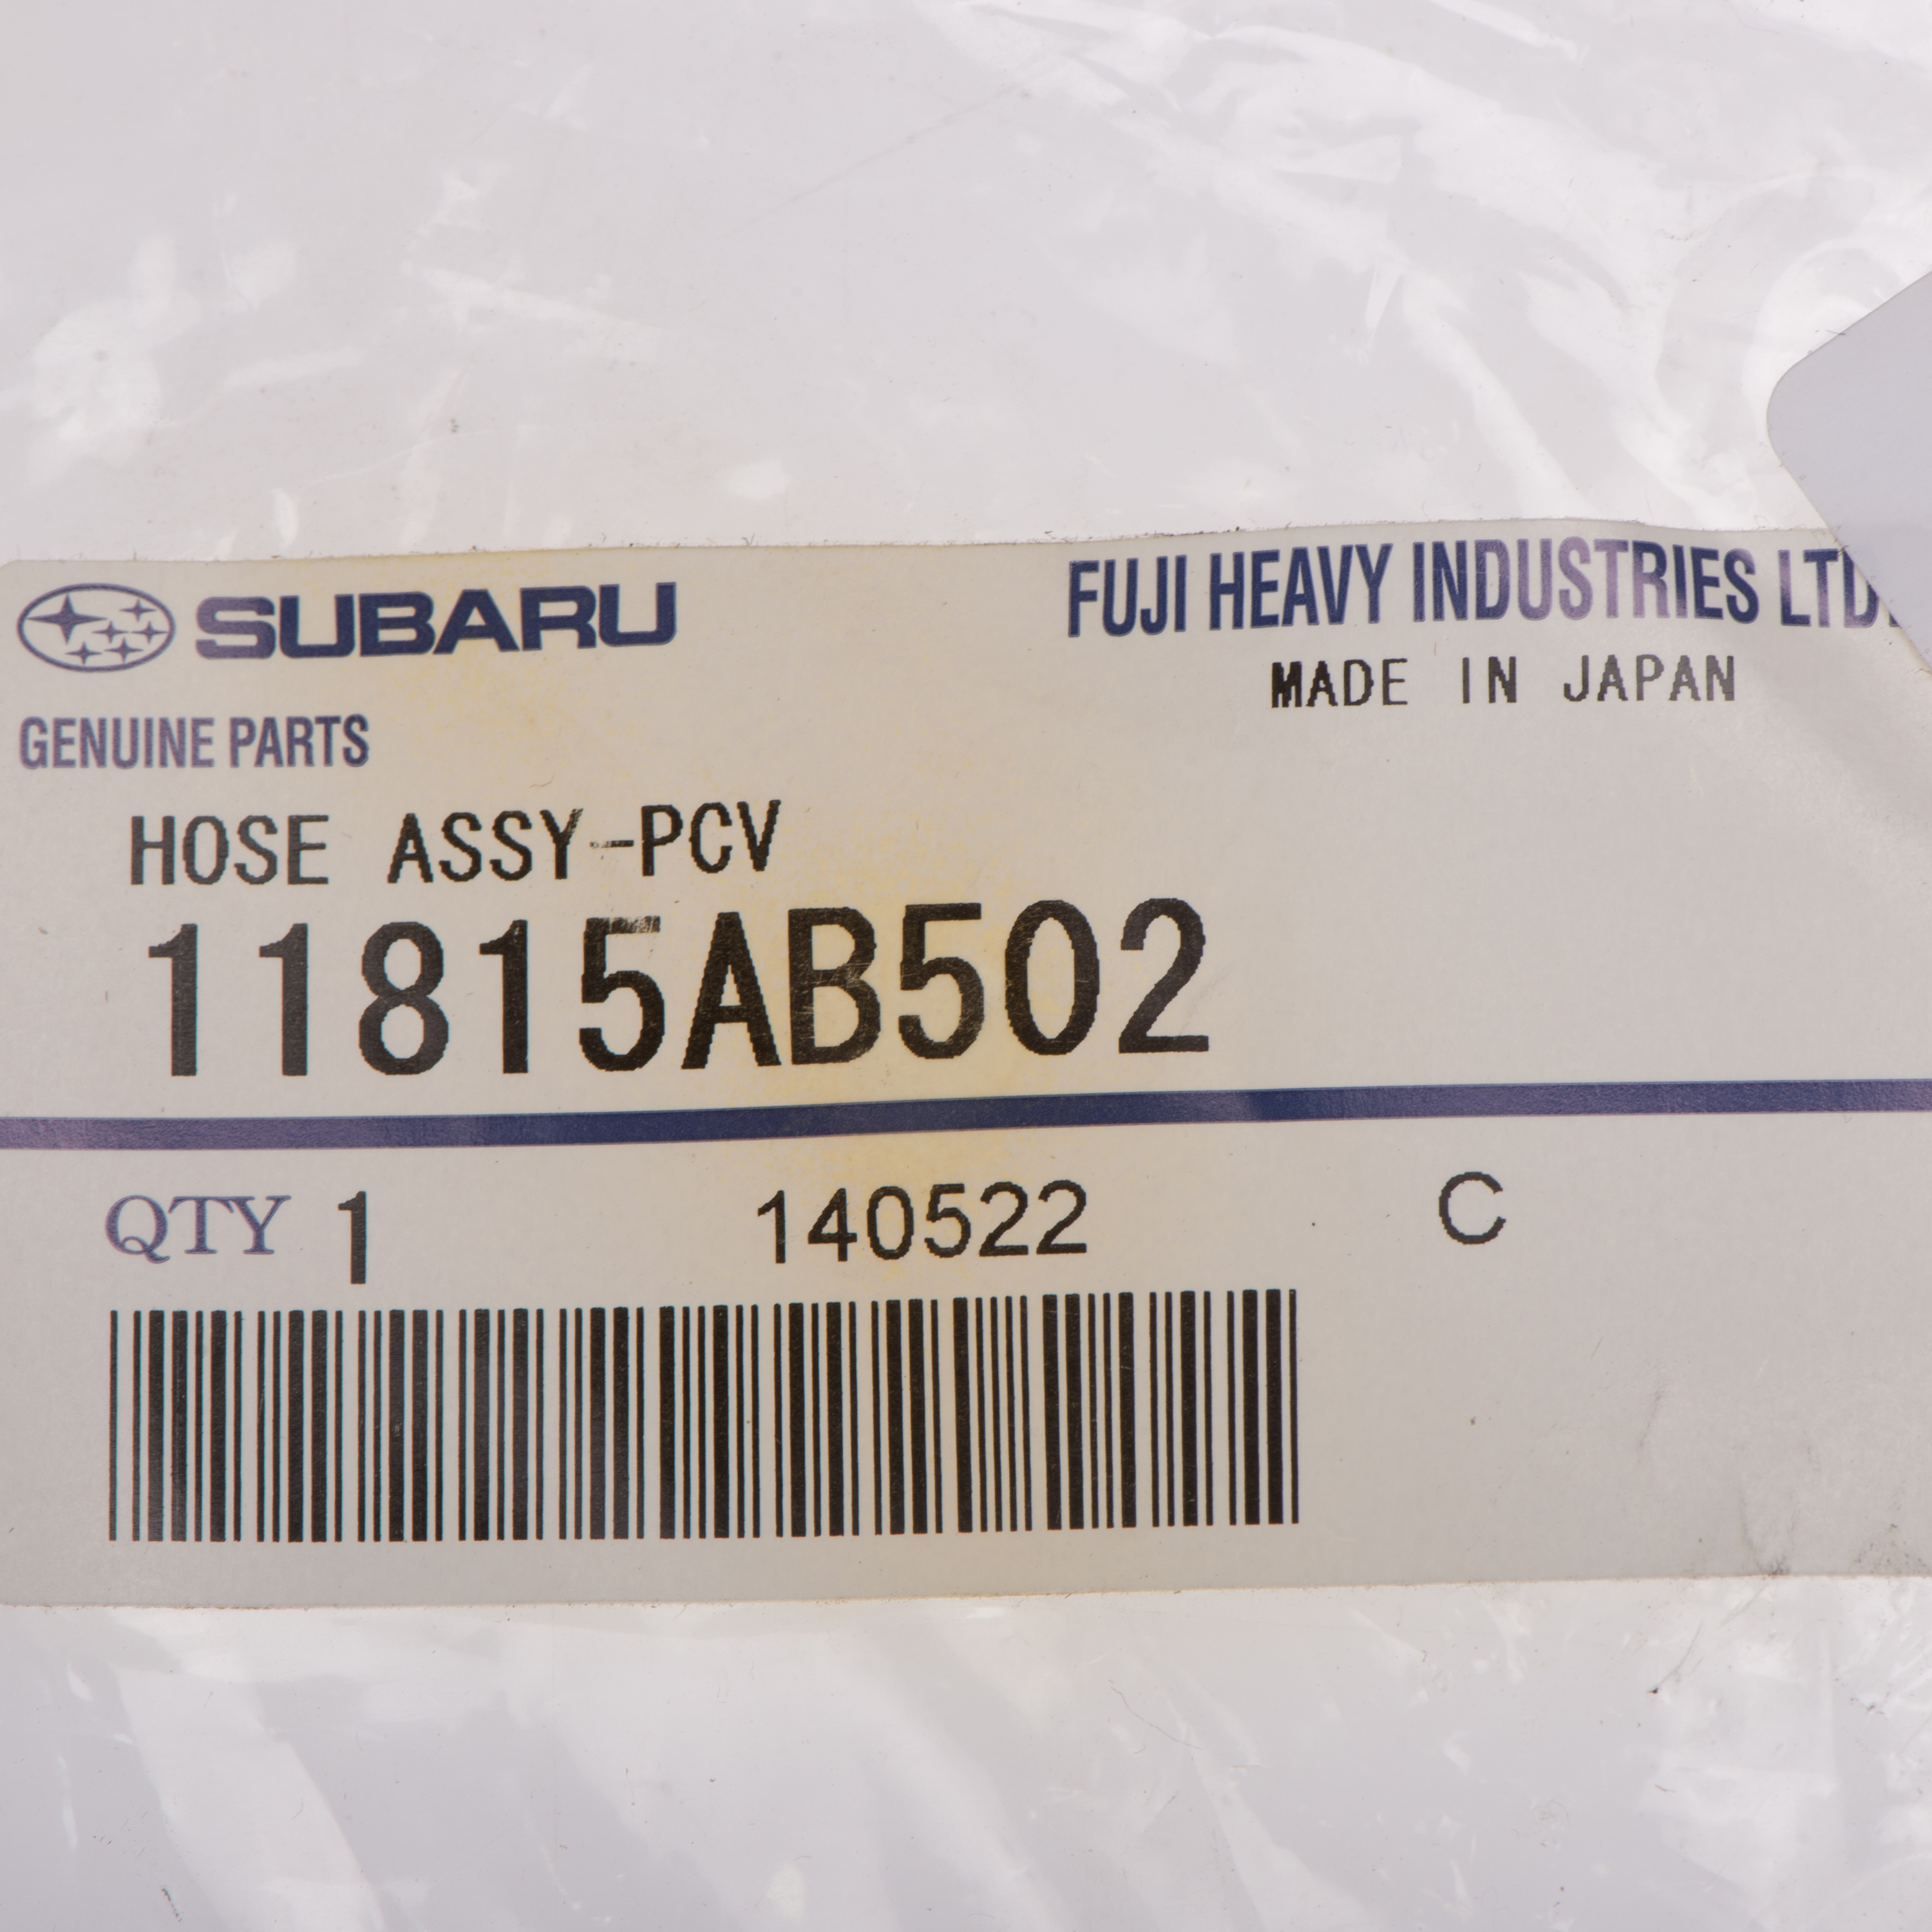 SUBARU
FUJI HEAVY INDUSTRIES LTD.
MADE IN JAPAN
GENUINE PARTS
HOSE ASSY-PCV
11815AB502
QTY 1 140522 C